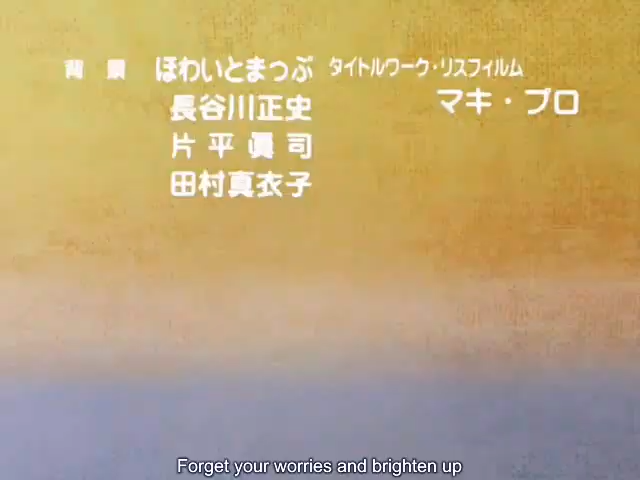 背 景 ほわいとまっぷ
長谷川正史
片平眞司
田村真衣子
タイトルワーク・リスフィルム
マキ・プロ
Forget your worries and brighten up